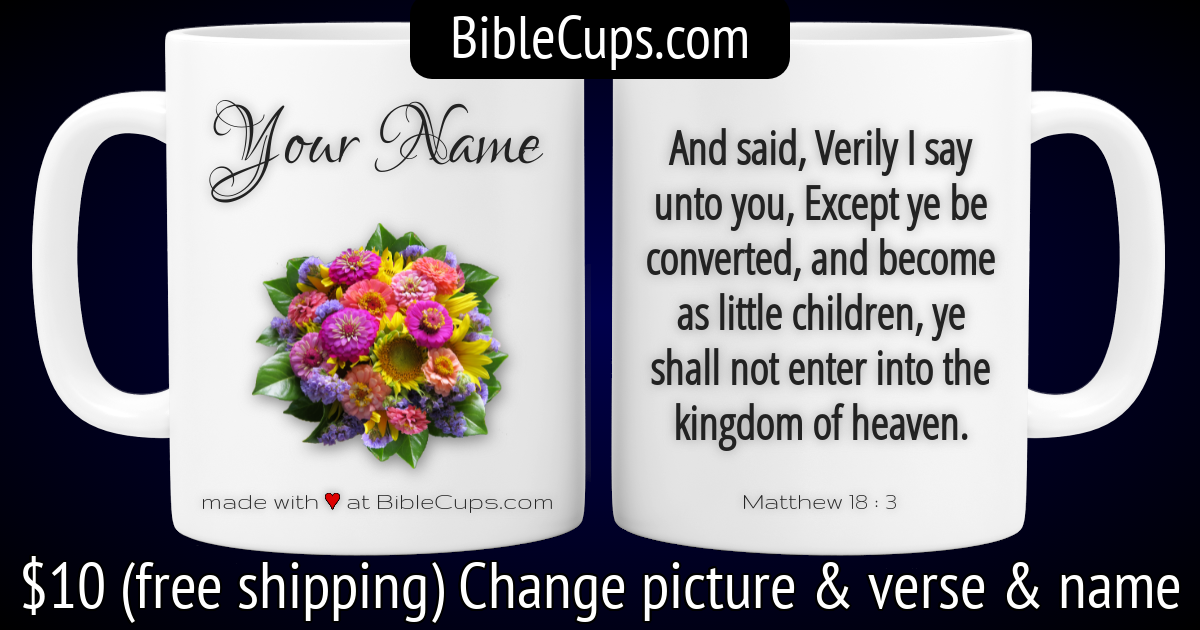 BibleCups.com
Your Name
made with ♥ at BibleCups.com
And said, Verily I say
unto you, Except ye be
converted, and become
as little children, ye
shall not enter into the
kingdom of heaven.
Matthew 18 : 3
$10 (free shipping) Change picture & verse & name